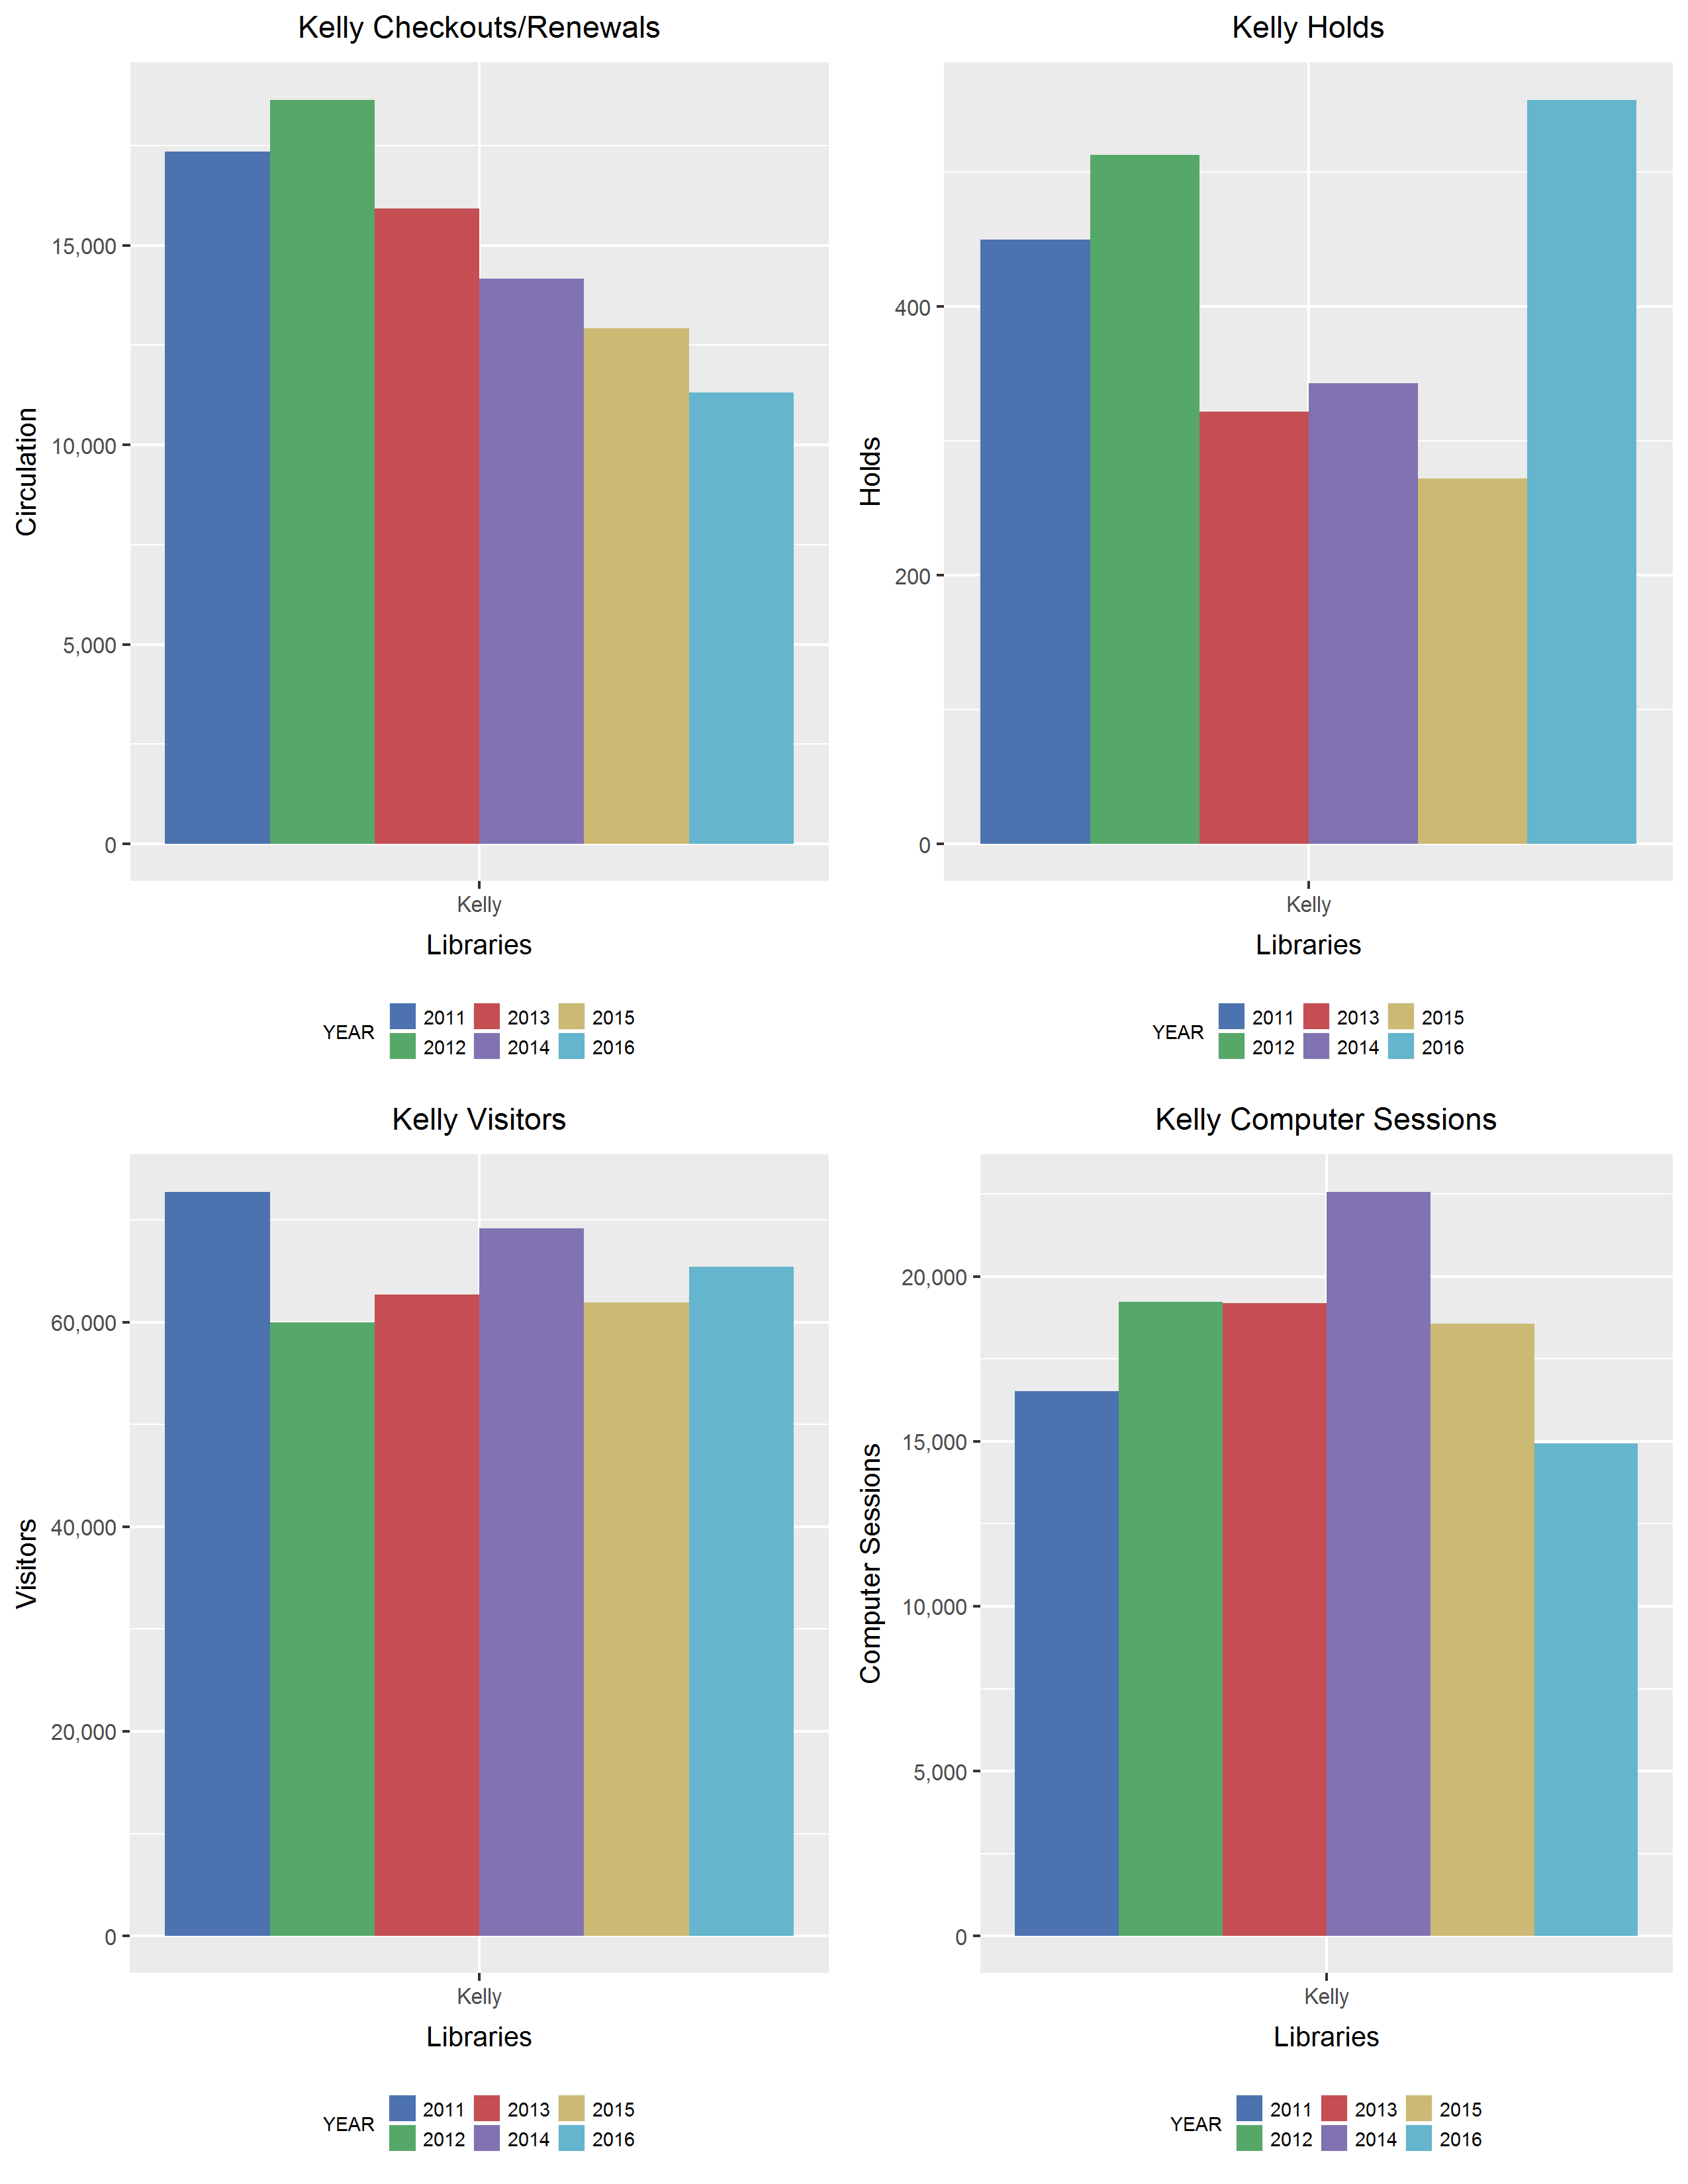 Kelly Checkouts/Renewals
Circulation
15,000
10,000
5,000
0
Kelly
Libraries
YEAR
2011 2013 2015
2012 2014 2016
Kelly Holds
Holds
400
200
0
Kelly
Libraries
YEAR
2011 2013 2015
2012 2014 2016
Kelly Visitors
Visitors
60,000
40,000
20,000
0
Kelly
Libraries
YEAR
2011 2013 2015
2012 2014 2016
Kelly Computer Sessions
Computer Sessions
20,000
15,000
10,000
5,000
0
Kelly
Libraries
YEAR
2011 2013 2015
2012 2014 2016